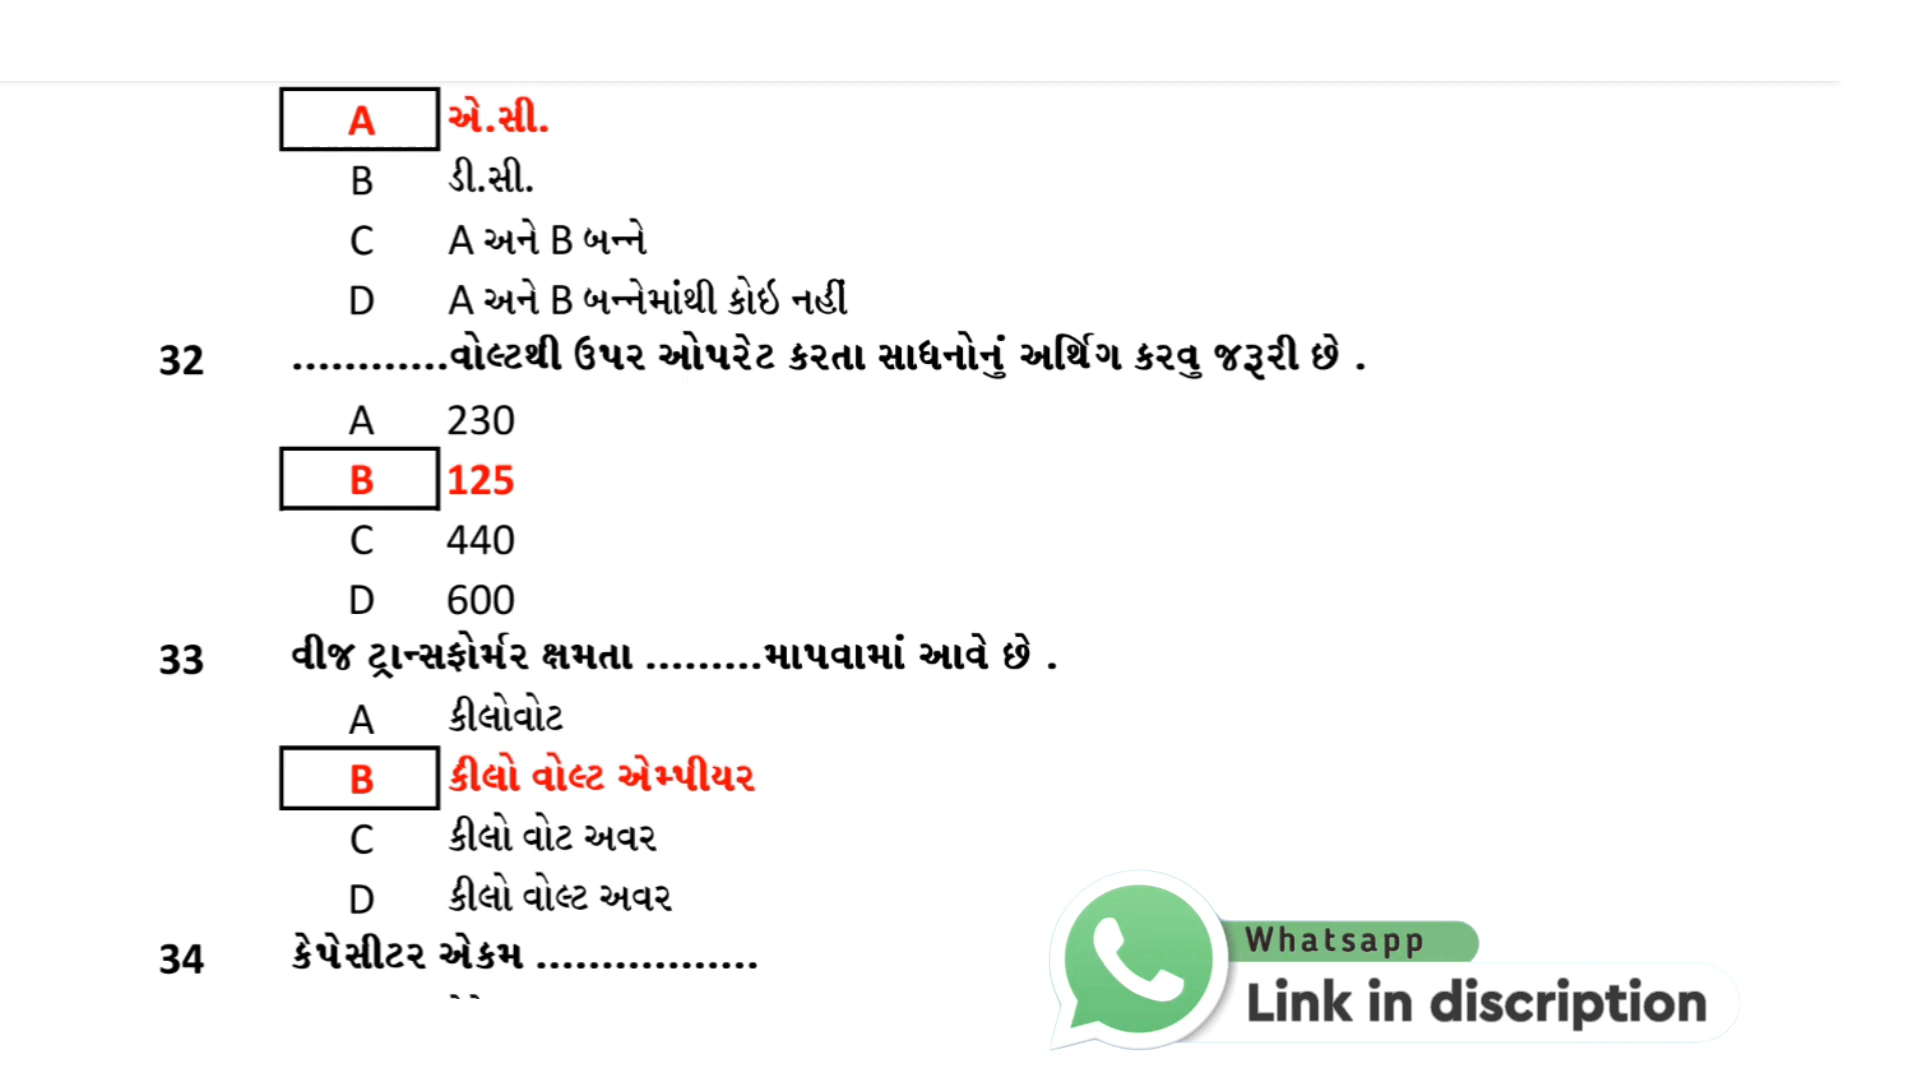 A એ.સી.
B ડી.સી.
C A અને B બન્ને
D A અને B બન્નેમાંથી કોઇ નહીં
32 ............વોલ્ટથી ઉપર ઓપરેટ કરતા સાધનોનું અર્થિગ કરવુ જરૂરી છે .
A 230
B 125
C 440
D 600
33 વીજ ટ્રાન્સફોર્મર ક્ષમતા .........માપવામાં આવે છે .
A કીલોવોટ
B કીલો વોલ્ટ એમ્પીયર
C કીલો વોટ અવર
D કીલો વોલ્ટ અવર
34 કેપેસીટર એકમ .................
Whatsapp
Link in discription